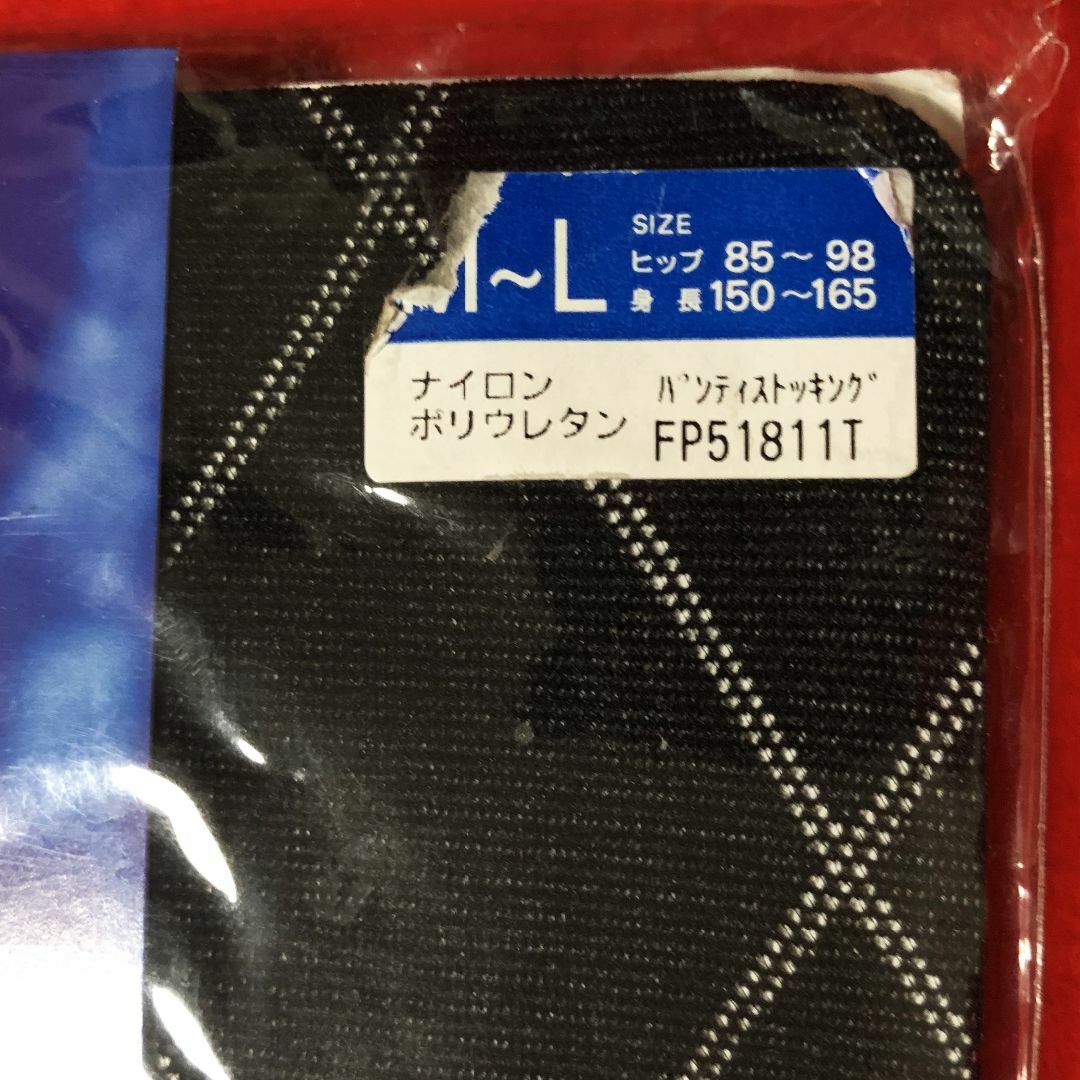 M~L
SIZE
ヒップ 85~98
身長 150~165
ナイロン
ポリウレタン
ﾊﾟﾝﾃｨｽﾄｯｷﾝｸﾞ
FP51811T